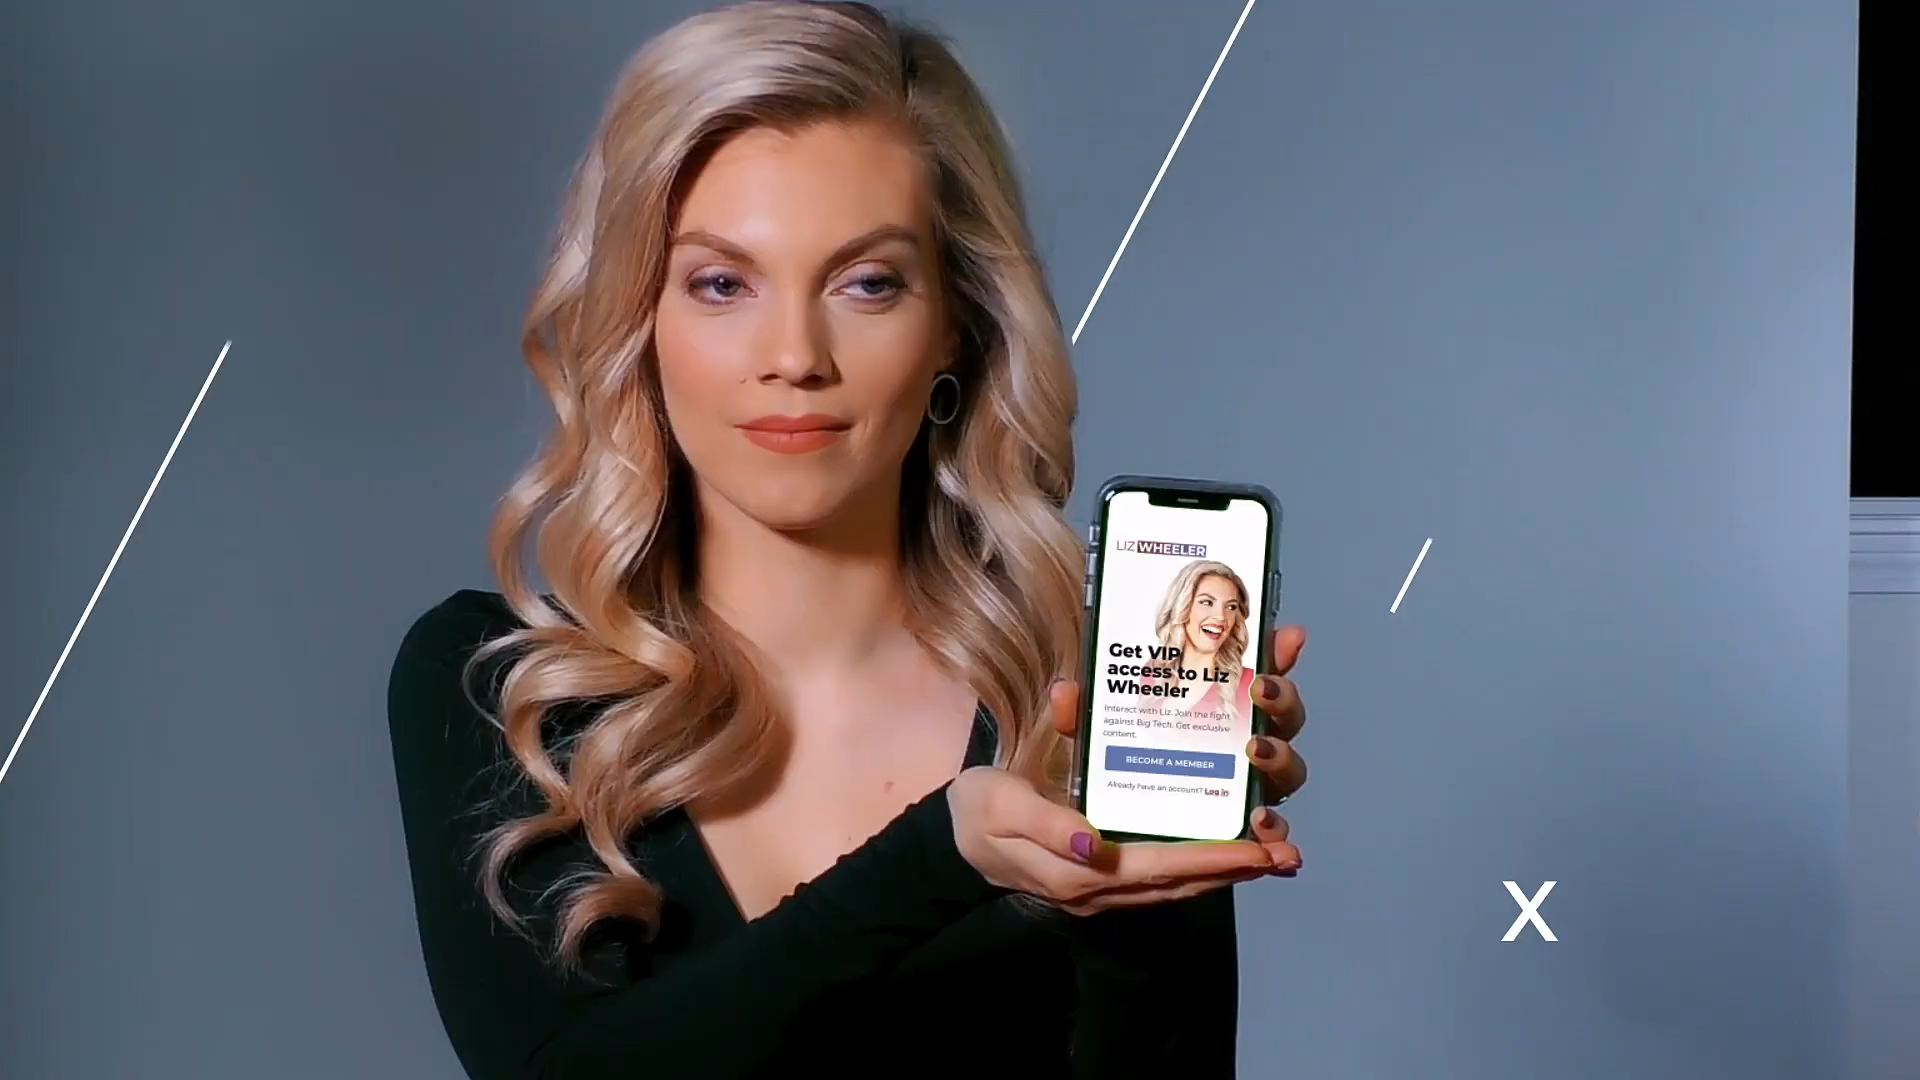 LIZ WHEELER
Get VIP
access to Liz
Wheeler
Interact with Liz. Join the fight
against Big Tech. Get exclusive
content.
BECOME A MEMBER
Already have an account? Log in
X